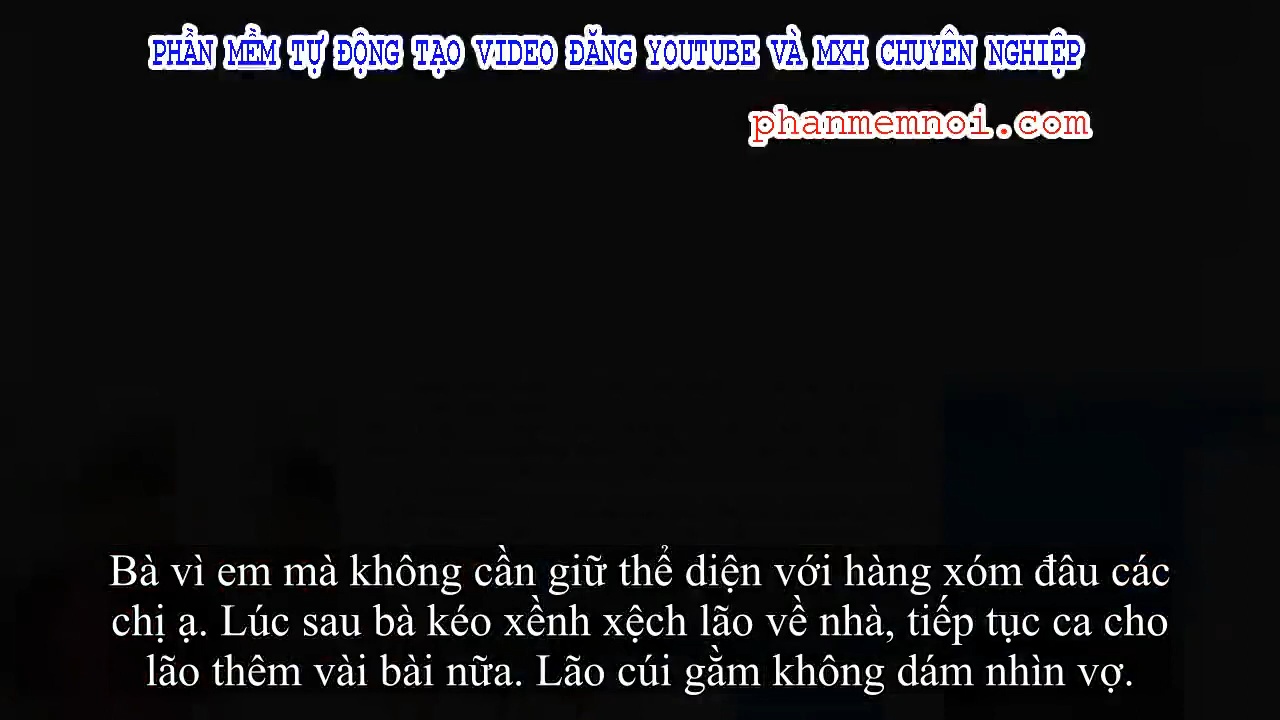 PHẦN MỀM TỰ ĐỘNG TẠO VIDEO ĐĂNG YOUTUBE VÀ MXH CHUYÊN NGHIỆP
phanmemnoi.com
Bà vì em mà không cần giữ thể diện với hàng xóm đâu các
chị ạ. Lúc sau bà kéo xềnh xệch lão về nhà, tiếp tục ca cho
lão thêm vài bài nữa. Lão cúi gằm không dám nhìn vợ.